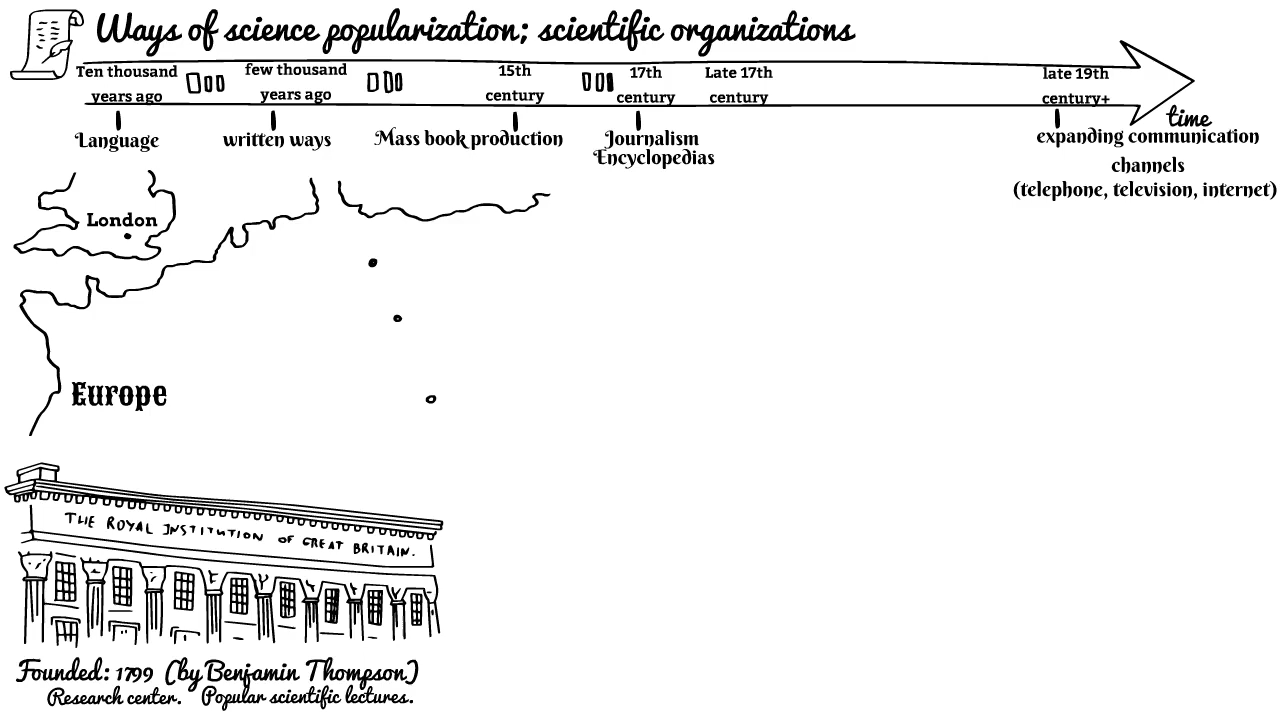 Ways of science popularization; scientific organizations
Ten thousand
years ago
few thousand
years ago
15th
century
17th
century
Late 17th
century
late 19th
century+
time
Language
written ways
Mass book production
Journalism
Encyclopedias
expanding communication
channels
(telephone, television, internet)
London
Europe
THE ROYAL INSTITUTION OF GREAT BRITAIN.
Founded: 1799 (by Benjamin Thompson)
Research center. Popular scientific lectures.